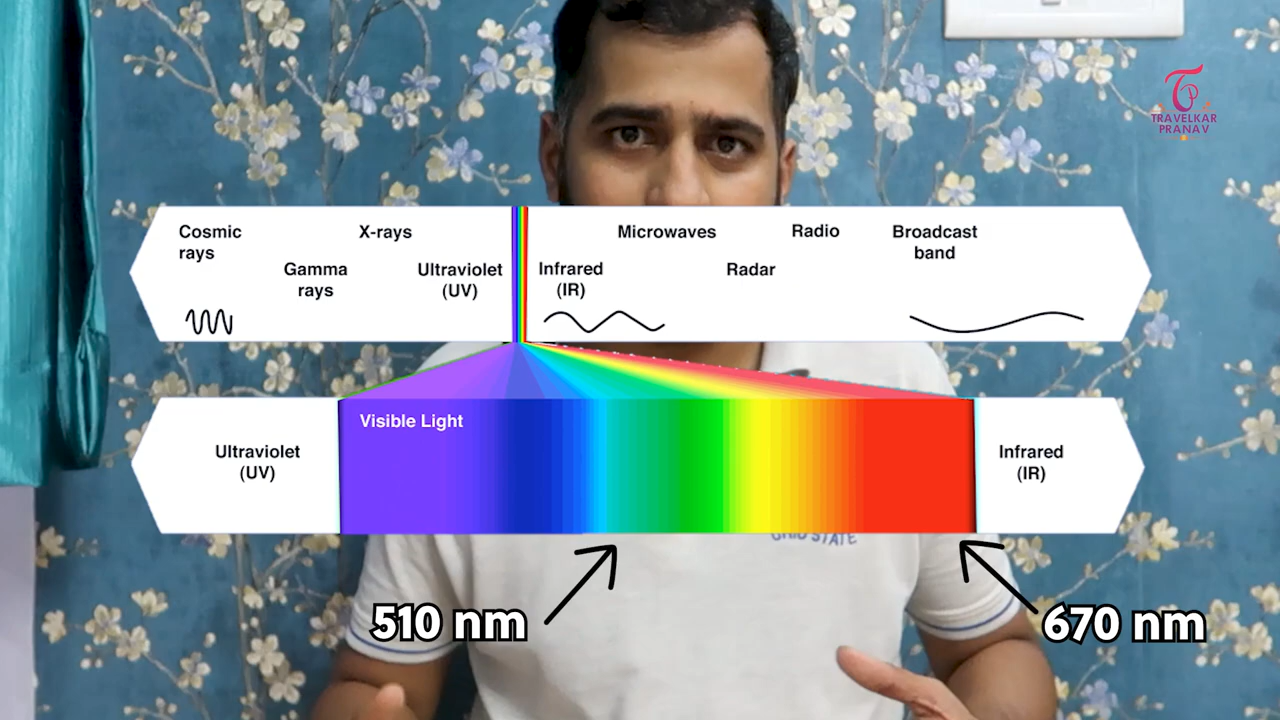 TRAVELKAR
PRANAV
Cosmic
rays
X-rays
Microwaves
Radio
Broadcast
band
Gamma
rays
Ultraviolet
(UV)
Infrared
(IR)
Radar
Visible Light
Ultraviolet
(UV)
Infrared
(IR)
STATE
510 nm
670 nm